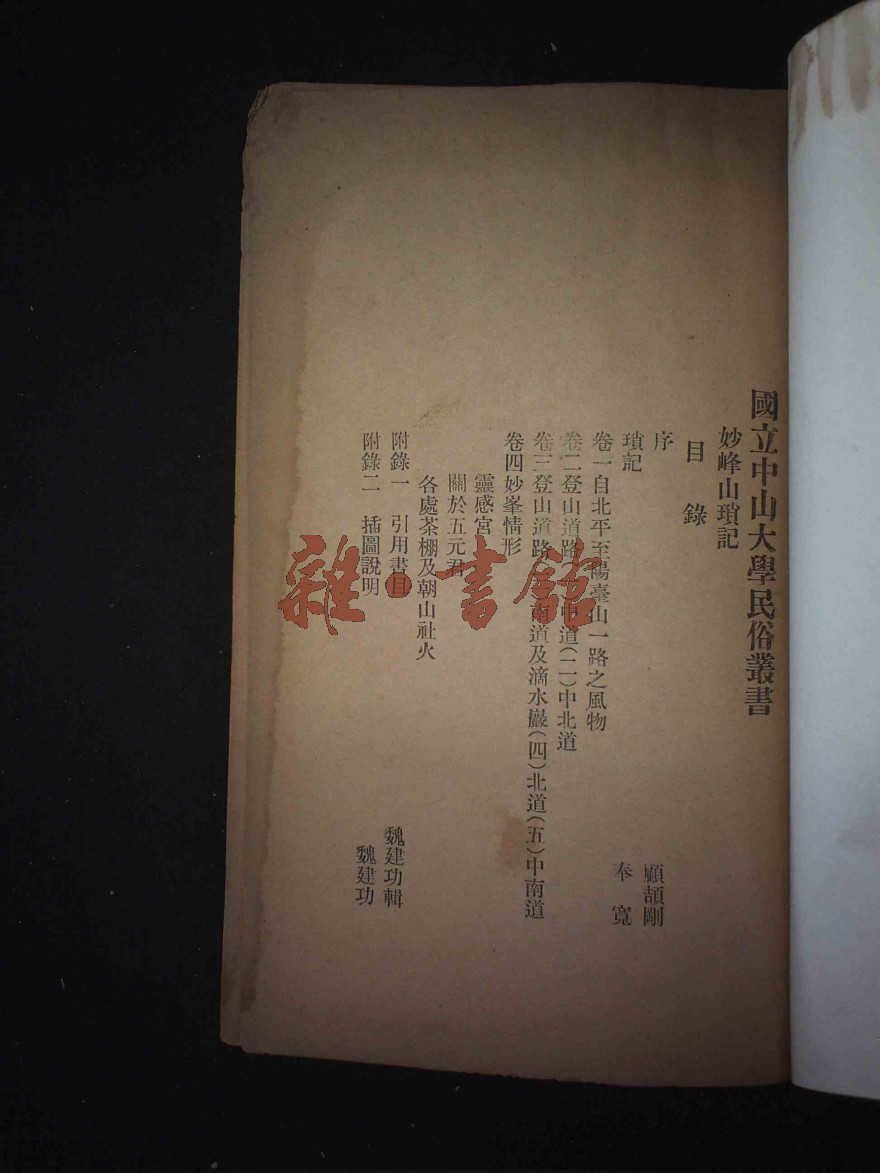 國立中山大學民俗叢書
妙峰山瑣記
目錄
序 顧頡剛
瑣記 奉寬
卷一自北平至陽臺山一路之風物
卷二登山道路(一)中道(二)中北道
卷三登山道路(三)南道及滴水巖(四)北道(五)中南道
卷四妙峯情形
靈感宮
關於五元君
各處茶棚及朝山社火
附錄一 引用書目 魏建功輯
附錄二 插圖說明 魏建功
雜·書館